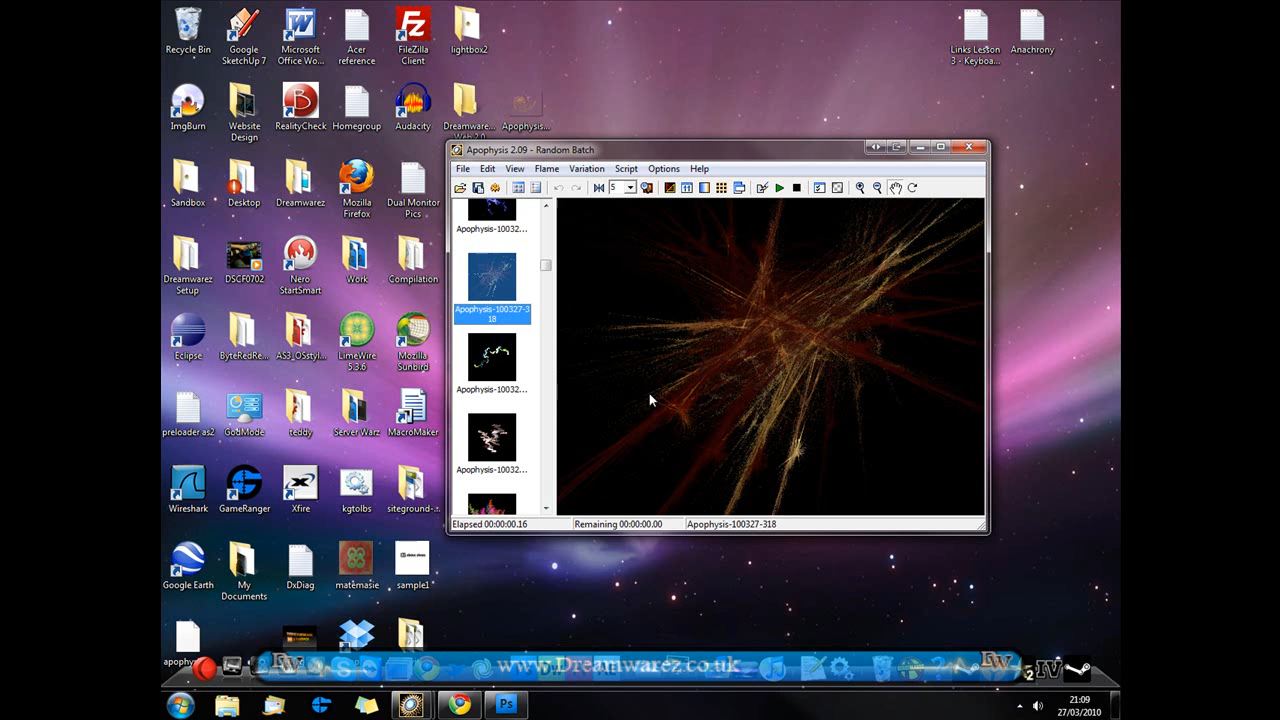 Recycle Bin
Google
SketchUp 7
Microsoft
Office Wo...
Acer
reference
FileZilla
Client
lightbox2
Links Lesson
3 - Keyboa...
Anachrony
ImgBurn
Website
Design
RealityCheck
Homegroup
Audacity
Dreamware...
Apophysis...
Sandbox
Desktop
Dreamwarez
Mozilla
Firefox
Dual Monitor
Pics
Dreamwarez
Setup
DSCF0702
Nero
StartSmart
Work
Compilation
Eclipse
ByteRedRe...
AS3_OSstyl...
LimeWire
5.3.6
Mozilla
Sunbird
preloader as2
GodMode
teddy
Server Warz
MacroMaker
Wireshark
GameRanger
Xfire
kgtolbs
siteground-...
Google Earth
My
Documents
DxDiag
matemasie
sample1
Apophysis 2.09 - Random Batch
File Edit View Flame Variation Script Options Help
5
Apophysis-10032...
Apophysis-100327-3
18
Apophysis-10032...
Apophysis-10032...
Elapsed 00:00:00.16 Remaining 00:00:00.00 Apophysis-100327-318
www.Dreamwarez.co.uk
IV
Ps
21:09
27/03/2010